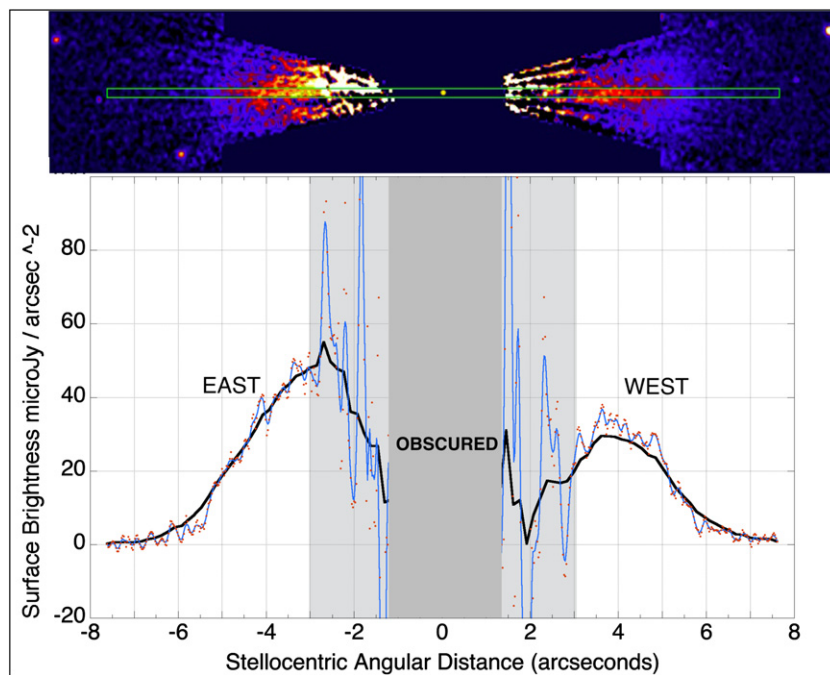 80
60
40
20
0
-20
Surface Brightness microJy / arcsec ^-2
EAST
WEST
OBSCURED
-8 -6 -4 -2 0 2 4 6 8
Stellocentric Angular Distance (arcseconds)